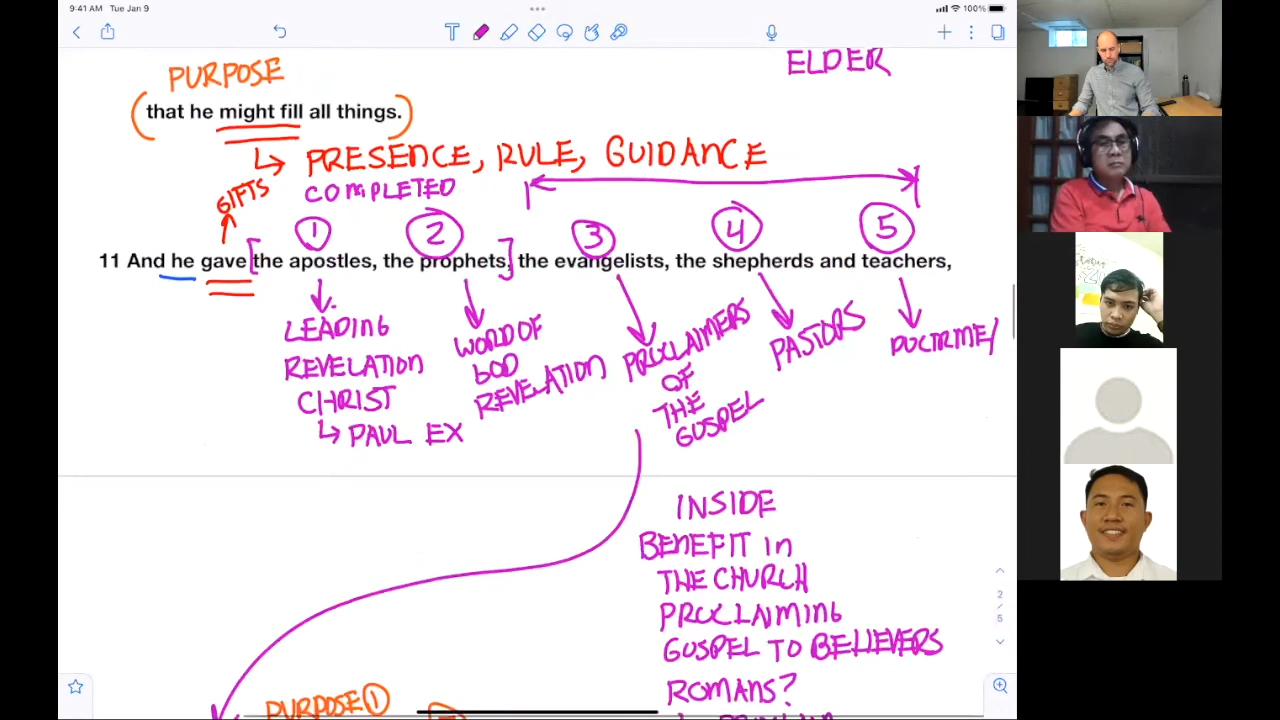 9:41 AM Tue Jan 9
100%
ELDER
PURPOSE
(that he might fill all things.)
↳ PRESENCE, RULE, GUIDANCE
GIFTS
COMPLETED
1 2 3 4 5
11 And he gave [the apostles, the prophets,] the evangelists, the shepherds and teachers,
LEADING
REVELATION
CHRIST
↳ PAUL EX
WORD OF
GOD
REVELATION
PROCLAIMERS
OF
THE
GOSPEL
PASTORS
DOCTRINE/
INSIDE
BENEFIT in
THE CHURCH
PROCLAIMING
GOSPEL TO BELIEVERS
ROMANS?
PURPOSE 1
2
5